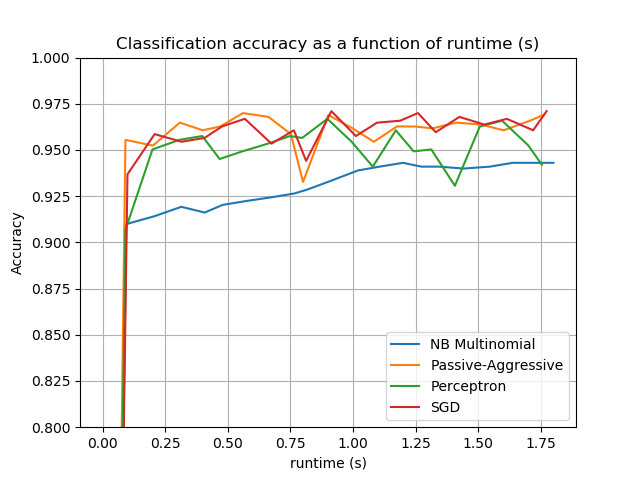 Classification accuracy as a function of runtime (s)
1.000
0.975
0.950
0.925
0.900
0.875
0.850
0.825
0.800
Accuracy
NB Multinomial
Passive-Aggressive
Perceptron
SGD
0.00 0.25 0.50 0.75 1.00 1.25 1.50 1.75
runtime (s)